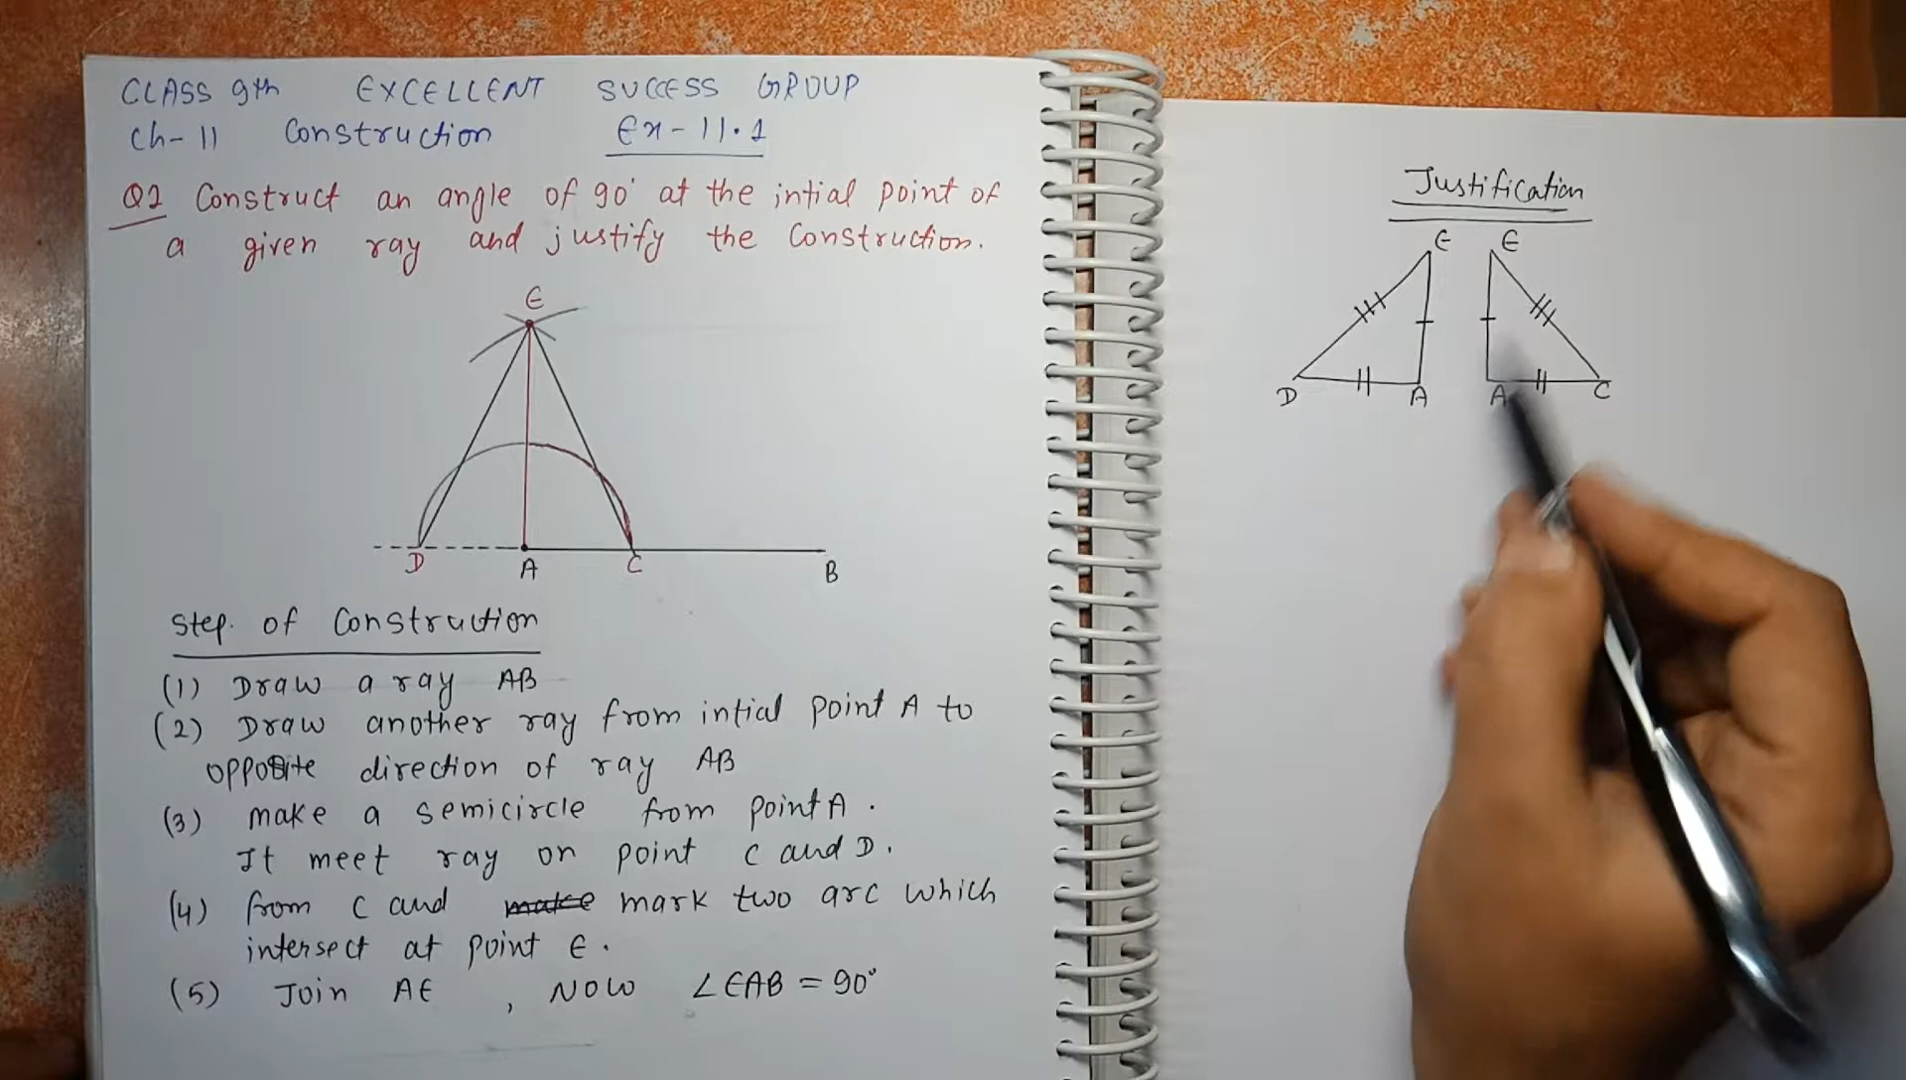 CLASS 9th EXCELLENT SUCCESS GROUP
Ch-11 Construction Ex-11.1
Q1 Construct an angle of 90° at the intial point of
a given ray and justify the Construction.
E
D A C B
Step. of Construction
(1) Draw a ray AB
(2) Draw another ray from intial point A to
opposite direction of ray AB
(3) make a semicircle from point A.
It meet ray on point C and D.
(4) from C and make mark two arc which
intersect at point E.
(5) Join AE, NOW ∠EAB = 90°
Justification
E E
D A A C